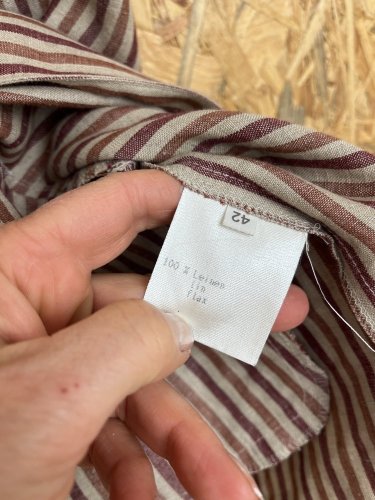 42
100 % Leinen
lin
flax